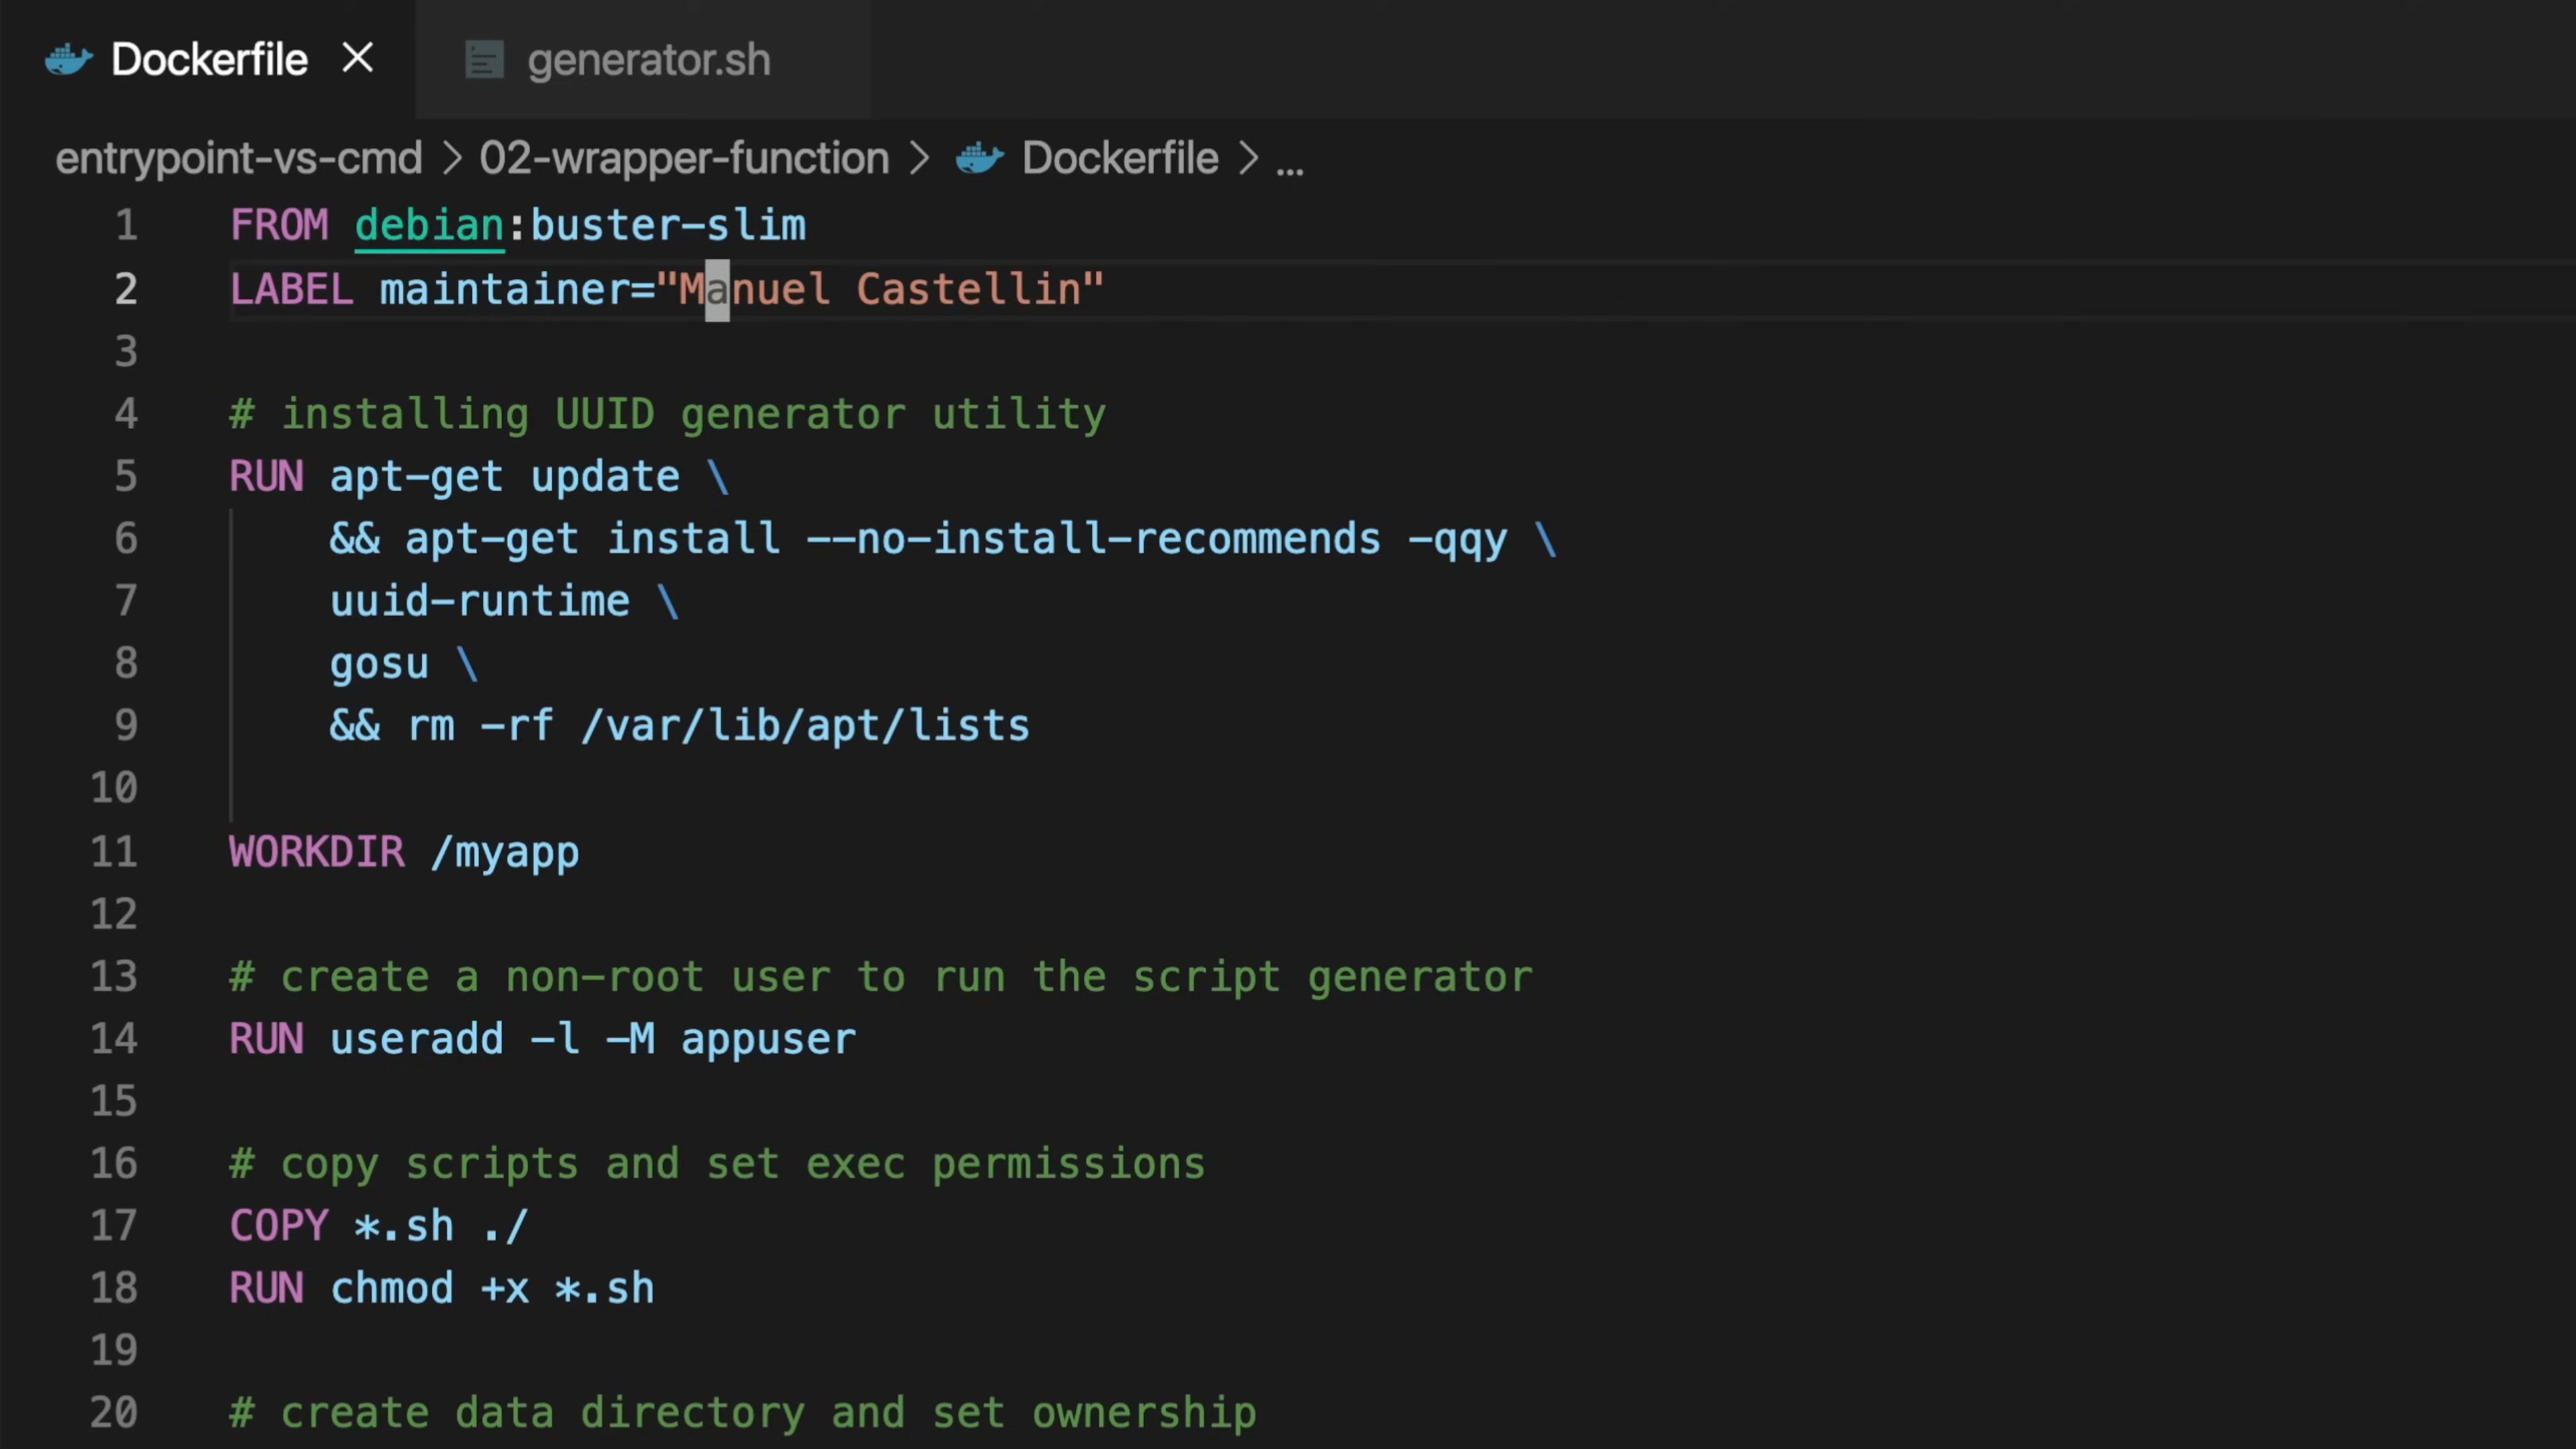 Dockerfile × generator.sh
entrypoint-vs-cmd > 02-wrapper-function > Dockerfile > ...
1 FROM debian:buster-slim
2 LABEL maintainer="Manuel Castellin"
3
4 # installing UUID generator utility
5 RUN apt-get update \
6 && apt-get install --no-install-recommends -qqy \
7 uuid-runtime \
8 gosu \
9 && rm -rf /var/lib/apt/lists
10
11 WORKDIR /myapp
12
13 # create a non-root user to run the script generator
14 RUN useradd -l -M appuser
15
16 # copy scripts and set exec permissions
17 COPY *.sh ./
18 RUN chmod +x *.sh
19
20 # create data directory and set ownership